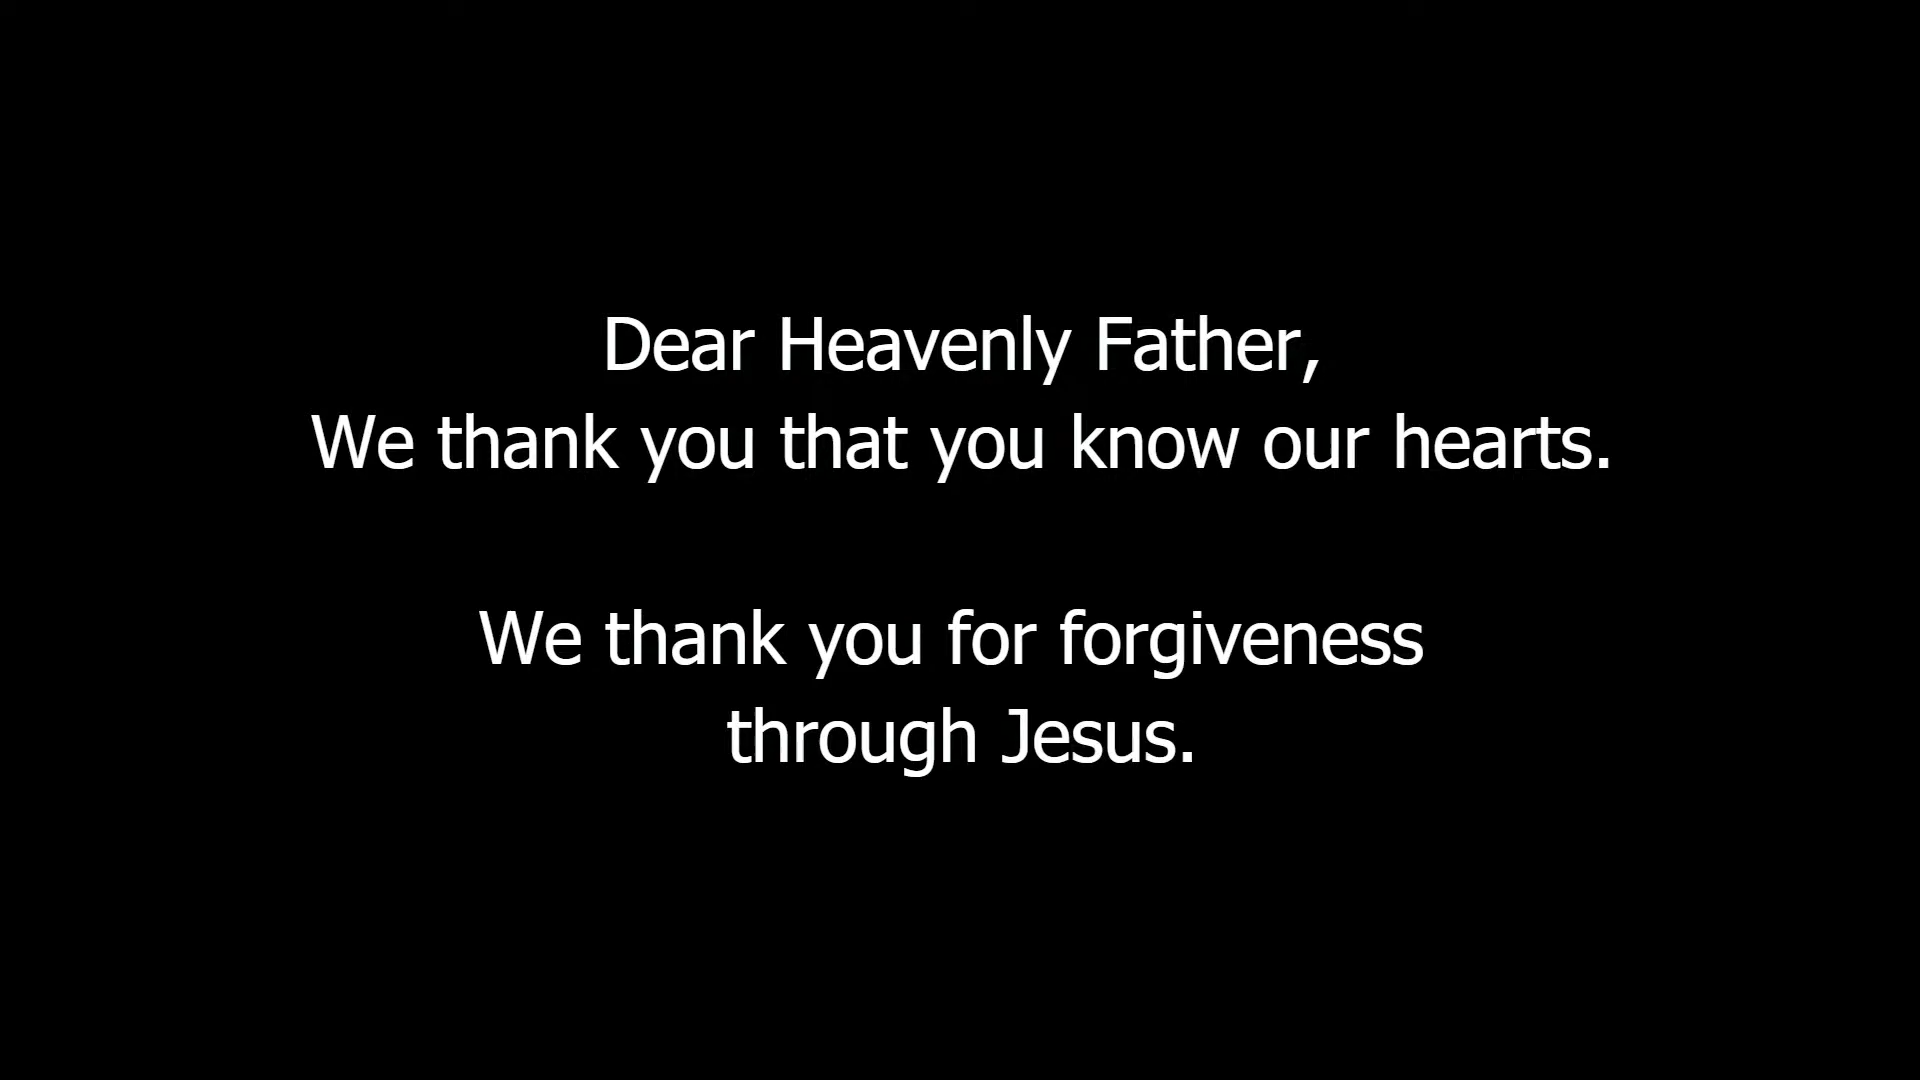 Dear Heavenly Father,
We thank you that you know our hearts.
We thank you for forgiveness
through Jesus.